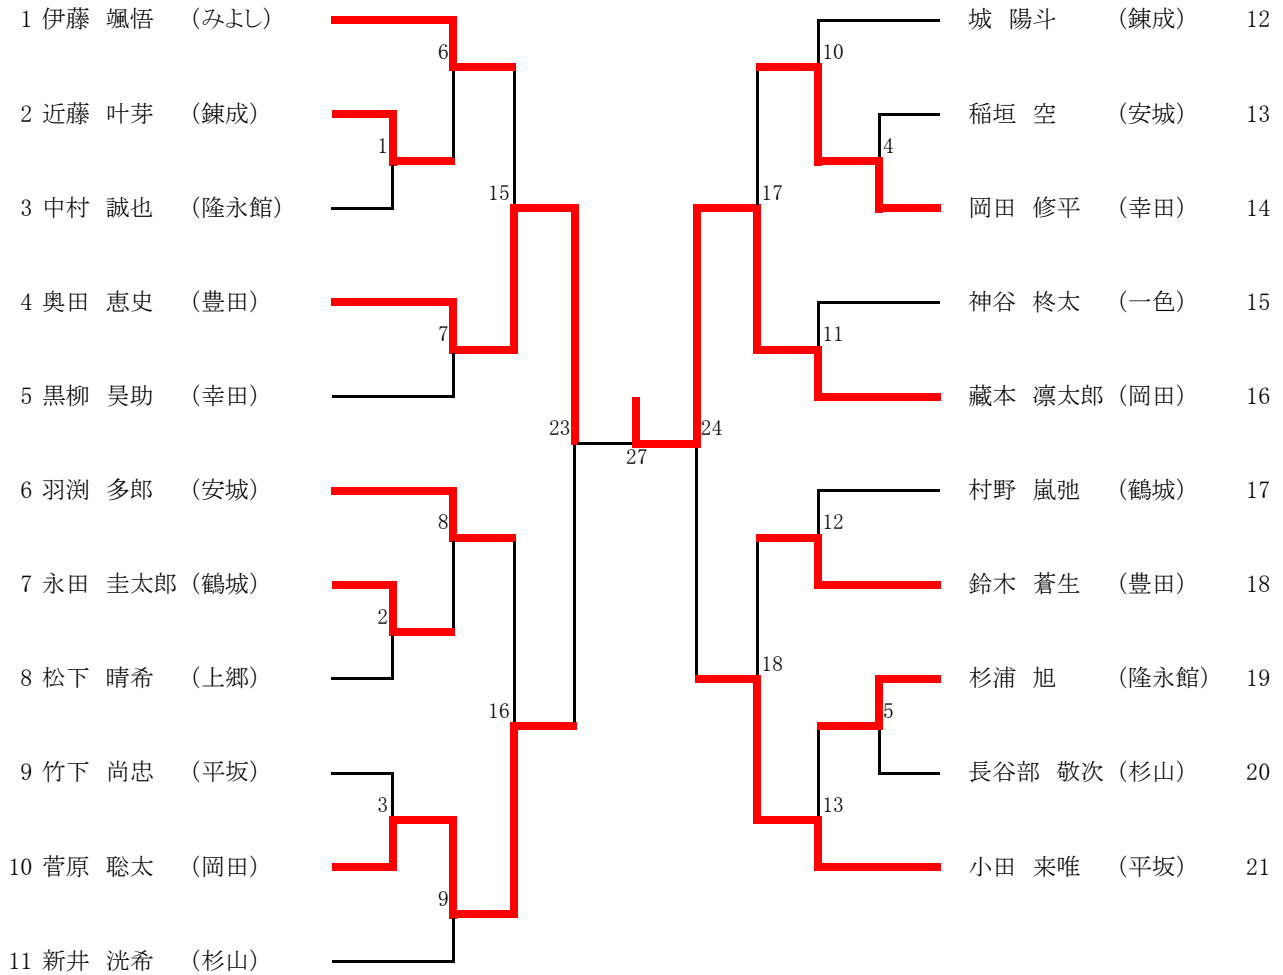 1 伊藤 颯悟 （みよし）
2 近藤 叶芽 （錬成）
3 中村 誠也 （隆永館）
4 奥田 恵史 （豊田）
5 黒柳 昊助 （幸田）
6 羽渕 多郎 （安城）
7 永田 圭太郎 （鶴城）
8 松下 晴希 （上郷）
9 竹下 尚忠 （平坂）
10 菅原 聡太 （岡田）
11 新井 洸希 （杉山）
6
1
15
7
23
8
2
16
3
9
27
10
4
17
11
24
12
18
5
13
城 陽斗 （錬成） 12
稲垣 空 （安城） 13
岡田 修平 （幸田） 14
神谷 柊太 （一色） 15
藏本 凛太郎 （岡田） 16
村野 嵐弛 （鶴城） 17
鈴木 蒼生 （豊田） 18
杉浦 旭 （隆永館） 19
長谷部 敬次 （杉山） 20
小田 来唯 （平坂） 21